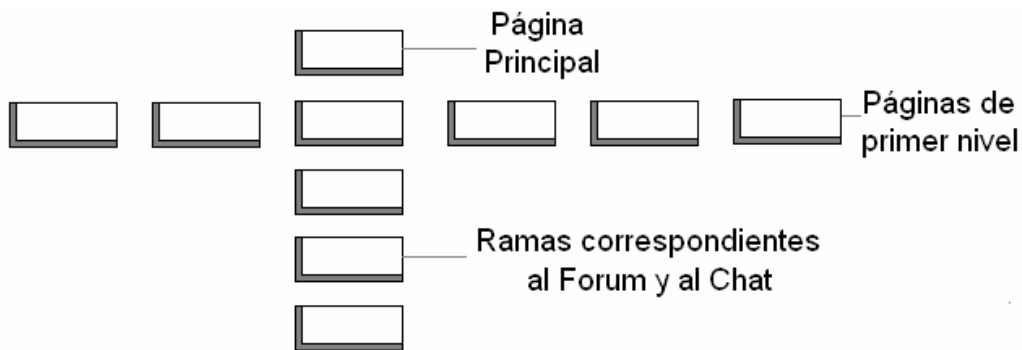 Página
Principal
Páginas de
primer nivel
Ramas correspondientes
al Forum y al Chat